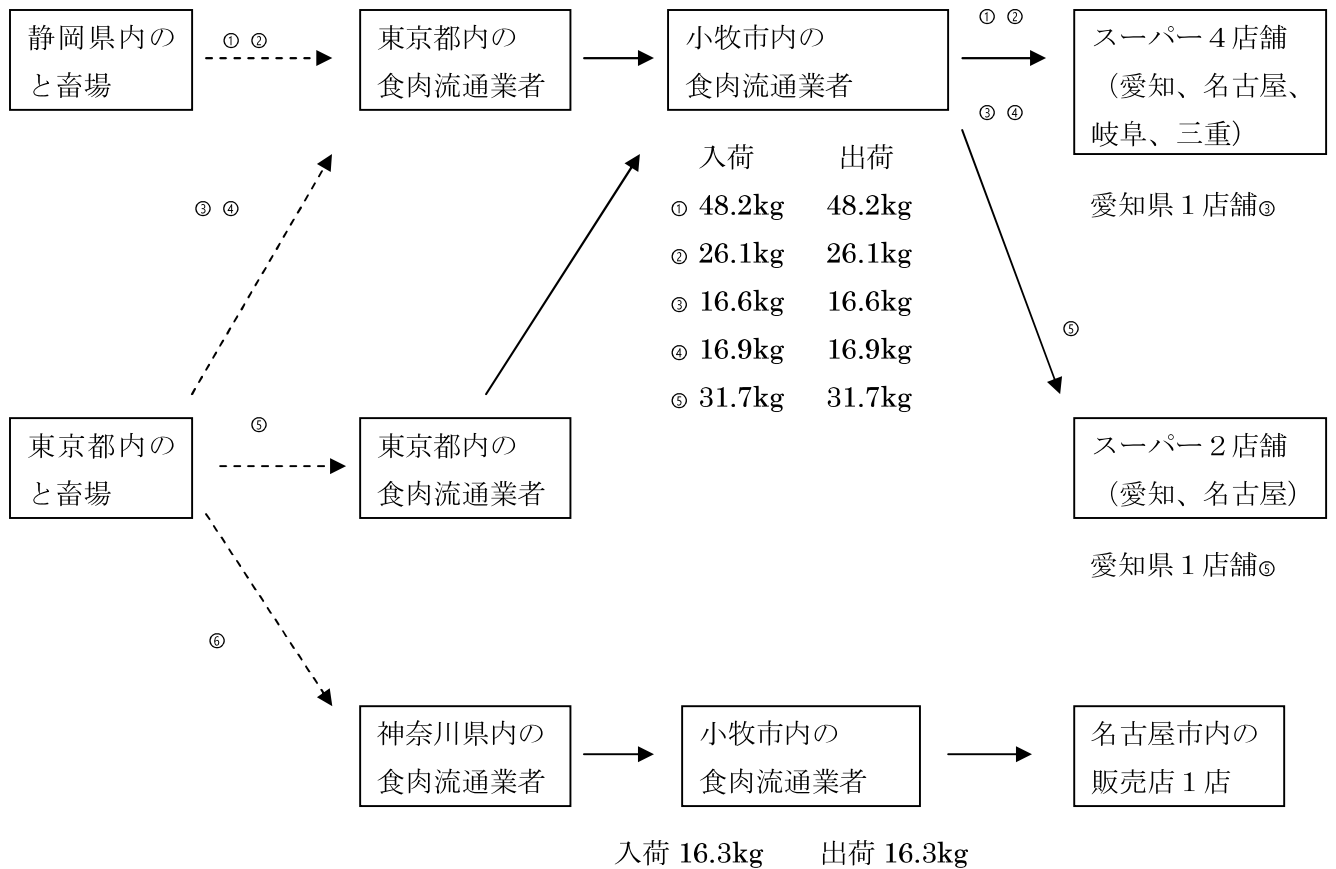 静岡県内の
と畜場
① ②
東京都内の
食肉流通業者
小牧市内の
食肉流通業者
① ②
③ ④
スーパー４店舗
（愛知、名古屋、
岐阜、三重）
愛知県１店舗③
入荷 出荷
① 48.2kg 48.2kg
② 26.1kg 26.1kg
③ 16.6kg 16.6kg
④ 16.9kg 16.9kg
⑤ 31.7kg 31.7kg
③ ④
⑤
東京都内の
と畜場
⑤
東京都内の
食肉流通業者
スーパー２店舗
（愛知、名古屋）
愛知県１店舗⑤
⑥
神奈川県内の
食肉流通業者
小牧市内の
食肉流通業者
名古屋市内の
販売店１店
入荷 16.3kg 出荷 16.3kg